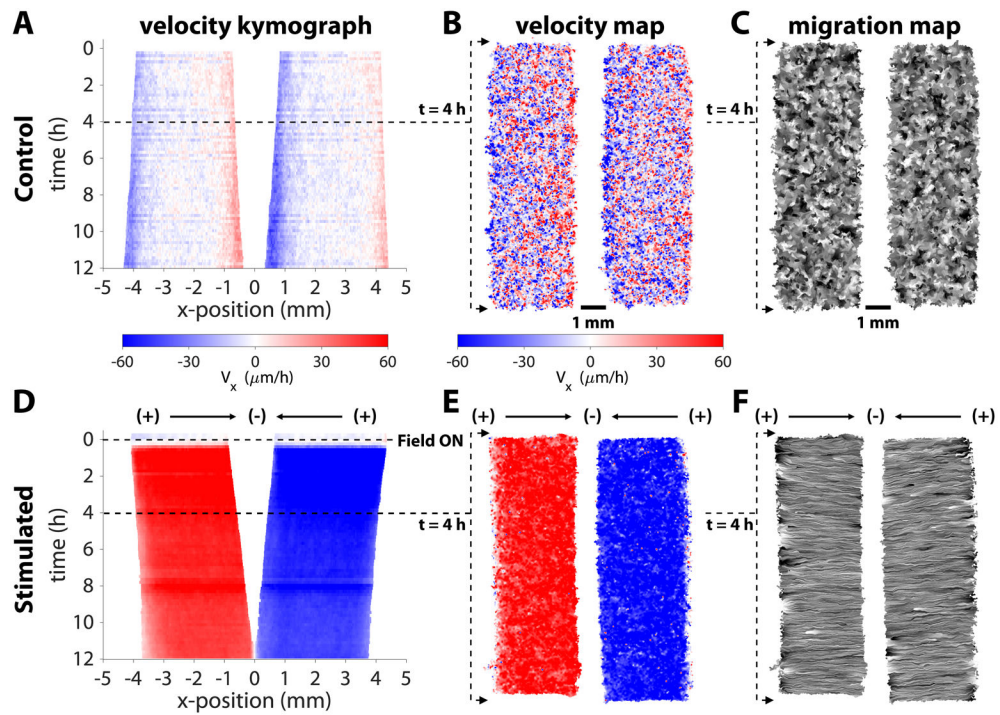 A velocity kymograph
B velocity map
C migration map
Control
time (h)
0
2
4
6
8
10
12
-5 -4 -3 -2 -1 0 1 2 3 4 5
x-position (mm)
t = 4 h
1 mm
t = 4 h
1 mm
-60 -30 0 30 60
Vx (μm/h)
-60 -30 0 30 60
Vx (μm/h)
D
(+) (-) (+)
E
(+) (-) (+)
F
(+) (-) (+)
Stimulated
time (h)
0
2
4
6
8
10
12
Field ON
-5 -4 -3 -2 -1 0 1 2 3 4 5
x-position (mm)
t = 4 h
t = 4 h